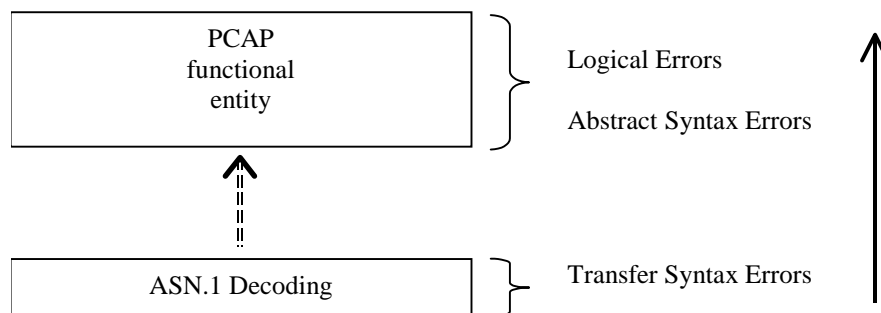 PCAP
functional
entity
Logical Errors
Abstract Syntax Errors
ASN.1 Decoding
Transfer Syntax Errors